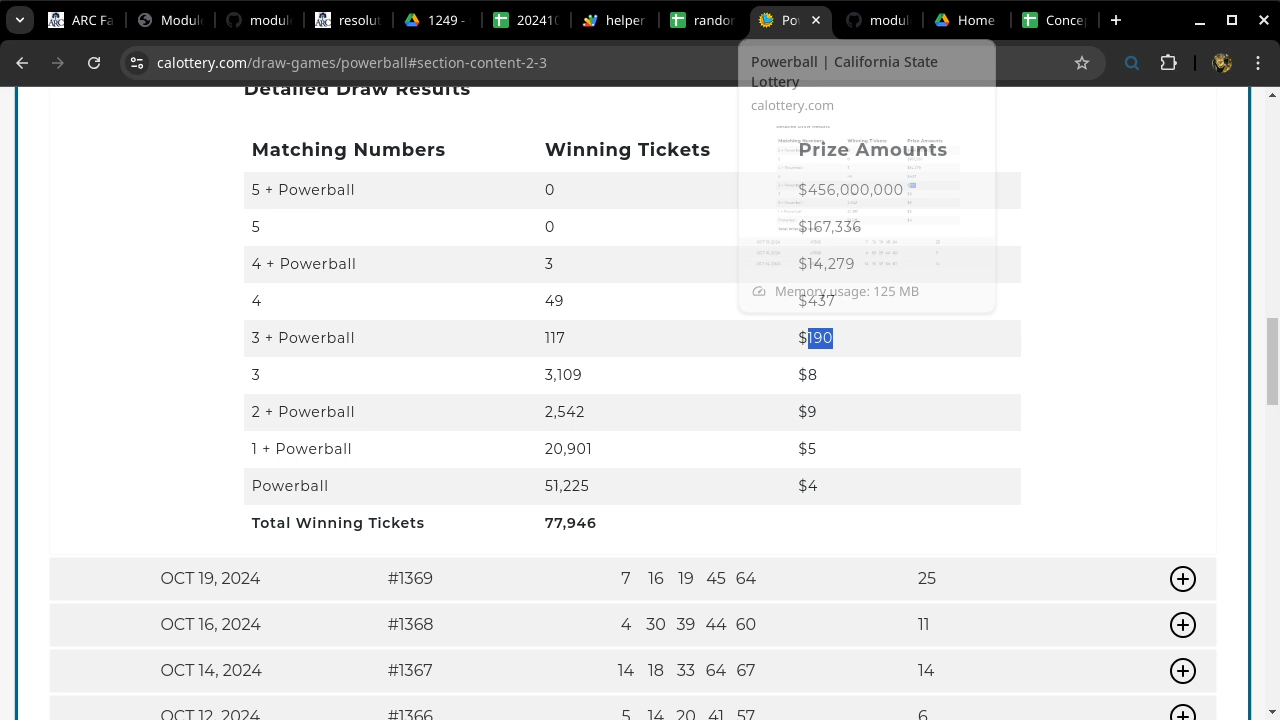 ARC Fa
Modul
modul
resolut
1249 -
20241
helper
randor
Po
modul
Home
Conce
calottery.com/draw-games/powerball#section-content-2-3
Powerball | California State
Lottery
calottery.com
Memory usage: 125 MB
Detailed Draw Results
Matching Numbers Winning Tickets Prize Amounts
5 + Powerball 0 $456,000,000
5 0 $167,336
4 + Powerball 3 $14,279
4 49 $437
3 + Powerball 117 $190
3 3,109 $8
2 + Powerball 2,542 $9
1 + Powerball 20,901 $5
Powerball 51,225 $4
Total Winning Tickets 77,946
OCT 19, 2024 #1369 7 16 19 45 64 25
OCT 16, 2024 #1368 4 30 39 44 60 11
OCT 14, 2024 #1367 14 18 33 64 67 14
OCT 12, 2024 #1366 5 14 20 41 57 6